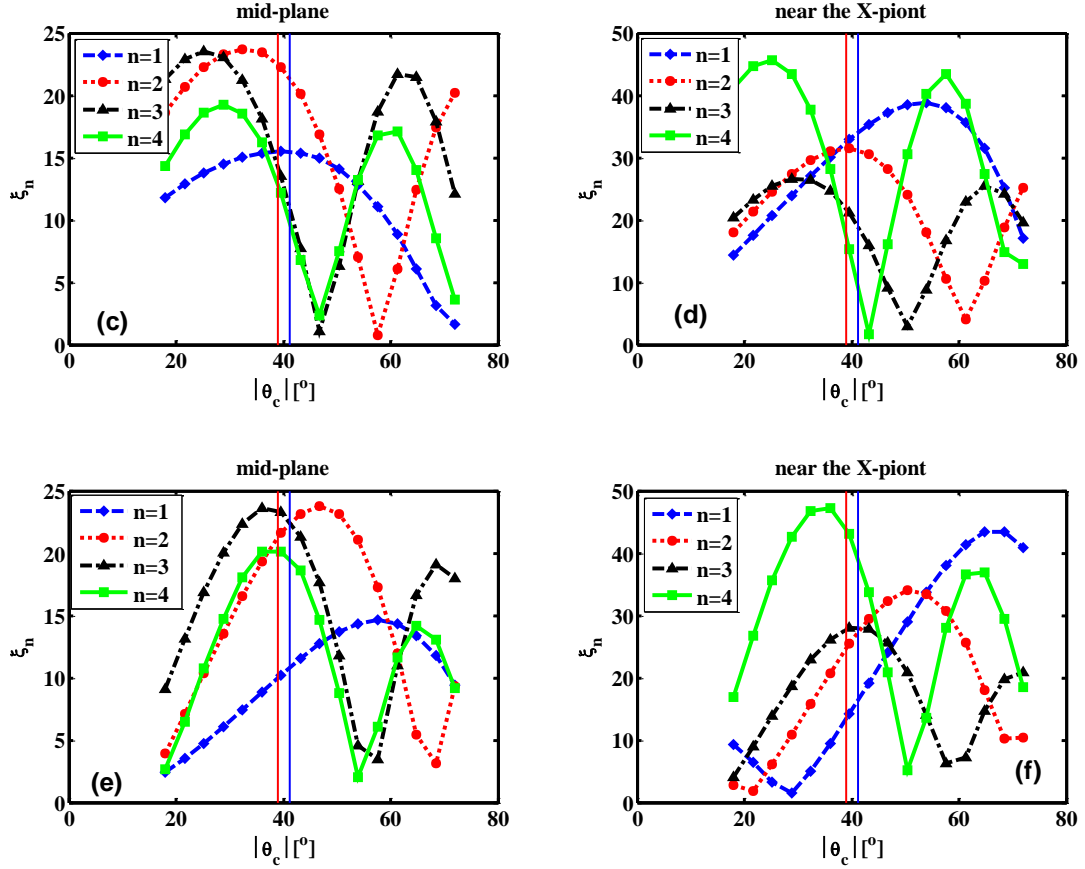 mid-plane
25
20
15
10
5
0
ξn
n=1
n=2
n=3
n=4
(c)
0 20 40 60 80
|θc| [o]
near the X-piont
50
40
30
20
10
0
ξn
n=1
n=2
n=3
n=4
(d)
0 20 40 60 80
|θc| [o]
mid-plane
25
20
15
10
5
0
ξn
n=1
n=2
n=3
n=4
(e)
0 20 40 60 80
|θc| [o]
near the X-piont
50
40
30
20
10
0
ξn
n=1
n=2
n=3
n=4
(f)
0 20 40 60 80
|θc| [o]